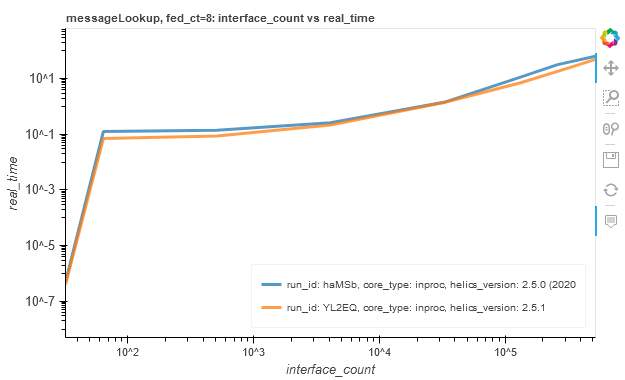 messageLookup, fed_ct=8: interface_count vs real_time
10^1
10^-1
10^-3
10^-5
10^-7
real_time
run_id: haMSb, core_type: inproc, helics_version: 2.5.0 (2020
run_id: YL2EQ, core_type: inproc, helics_version: 2.5.1
10^2
10^3
10^4
10^5
interface_count